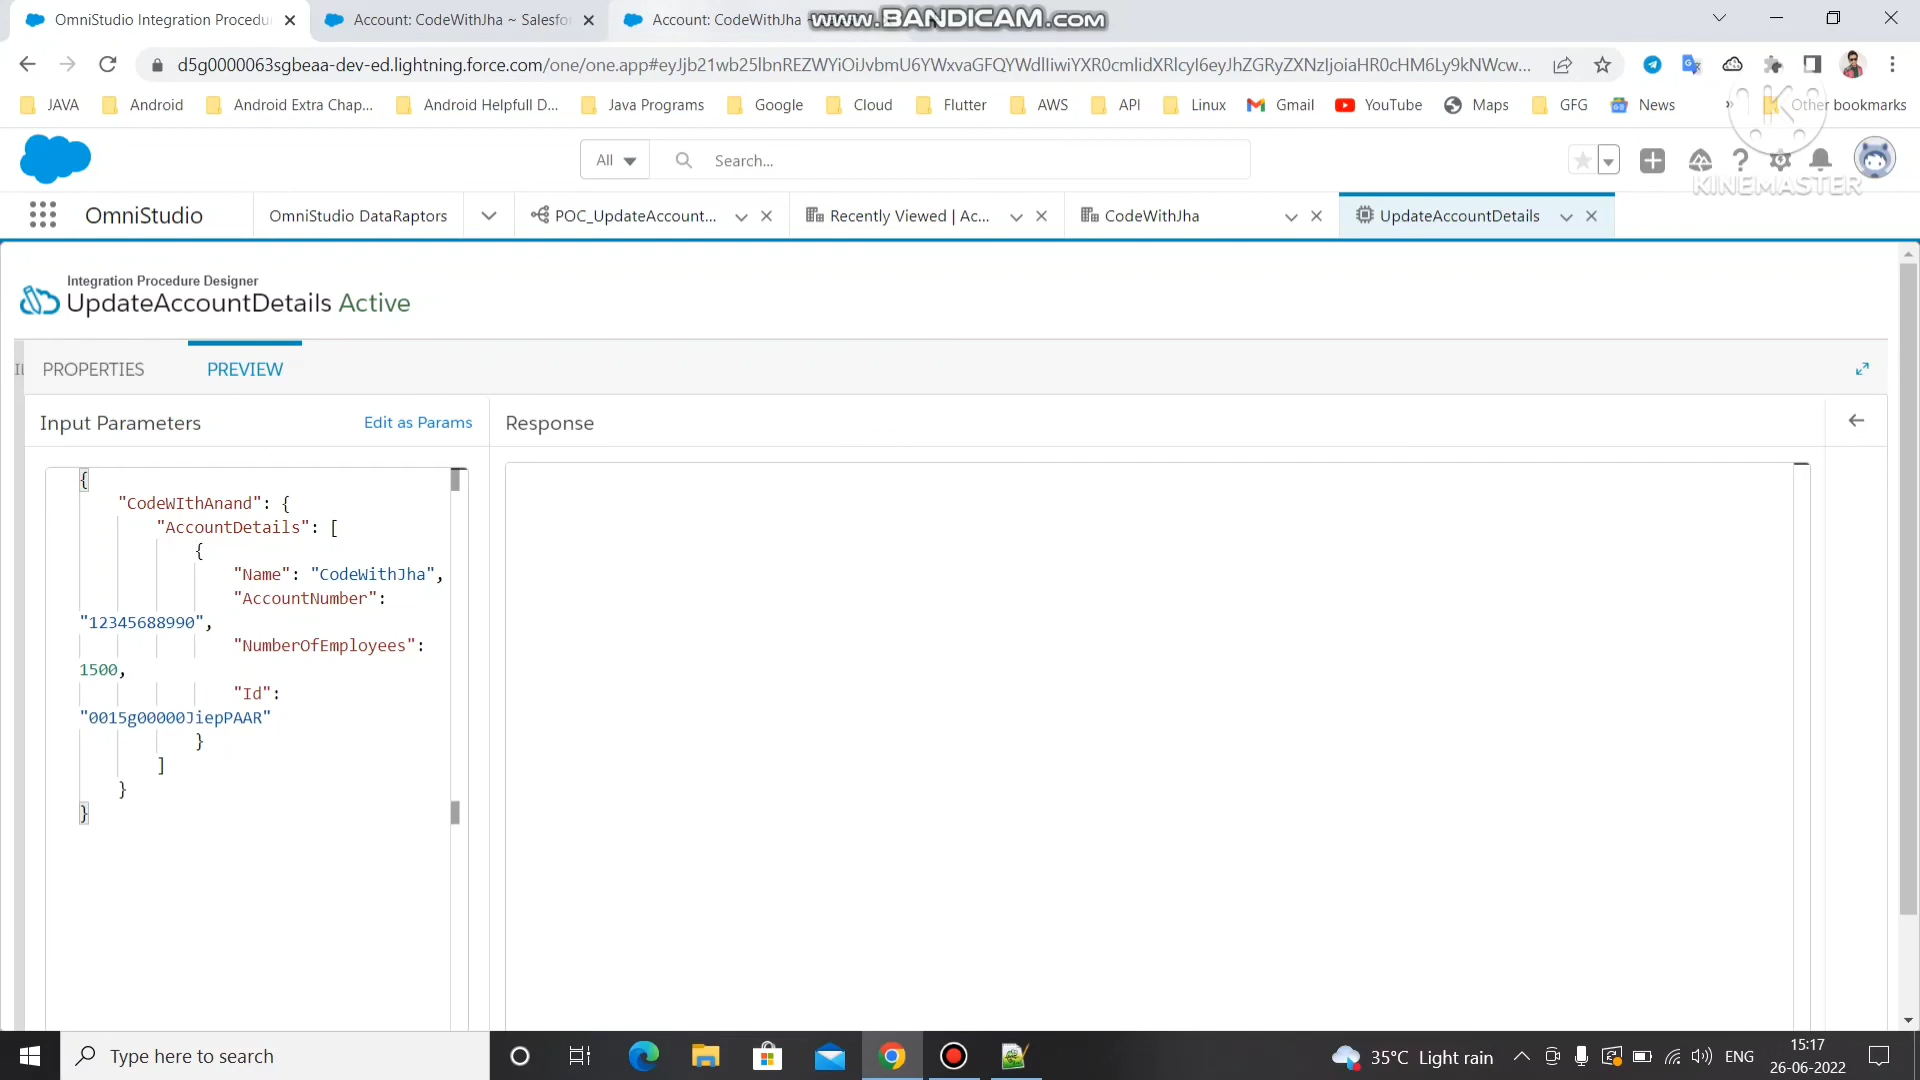 OmniStudio Integration Procedu
Account: CodeWithJha ~ Salesfo
Account: CodeWithJha ~
www.BANDICAM.com
d5g0000063sgbeaa-dev-ed.lightning.force.com/one/one.app#eyJjb21wb25lbnREZWYiOiJvbmU6YWxvaGFQYWdlIiwiYXR0cmlidXRlcyI6eyJhZGRyZXNzIjoiaHR0cHM6Ly9kNWcw...
JAVA
Android
Android Extra Chap...
Android Helpfull D...
Java Programs
Google
Cloud
Flutter
AWS
API
Linux
Gmail
YouTube
Maps
GFG
News
»
Other bookmarks
All
Search...
KINEMASTER
OmniStudio
OmniStudio DataRaptors
POC_UpdateAccount...
Recently Viewed | Ac...
CodeWithJha
UpdateAccountDetails
Integration Procedure Designer
UpdateAccountDetails Active
PROPERTIES
PREVIEW
Input Parameters
Edit as Params
Response
{
"CodeWIthAnand": {
"AccountDetails": [
{
"Name": "CodeWithJha",
"AccountNumber":
"12345688990",
"NumberOfEmployees":
1500,
"Id":
"0015g00000JiepPAAR"
}
]
}
}
Type here to search
35°C Light rain
ENG
15:17
26-06-2022